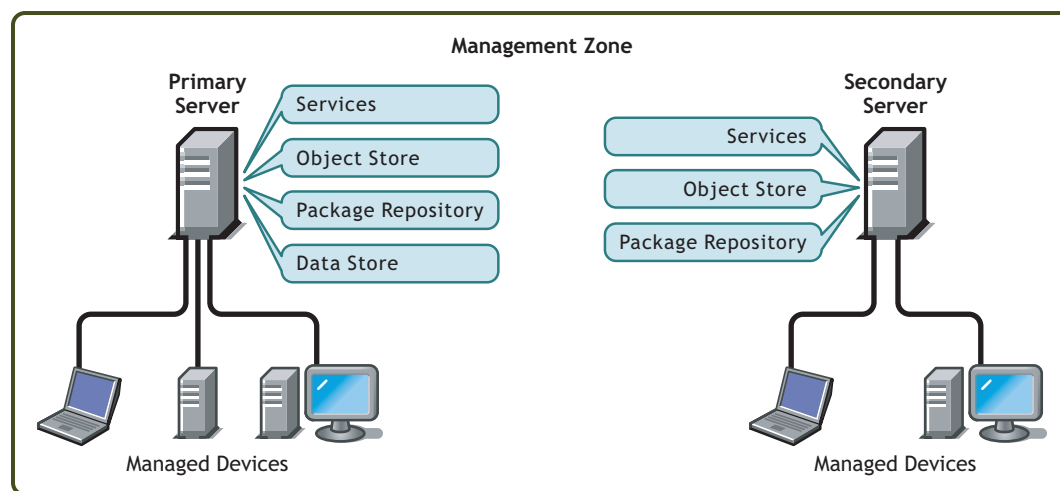 Management Zone
Primary
Server
Services
Object Store
Package Repository
Data Store
Managed Devices
Secondary
Server
Services
Object Store
Package Repository
Managed Devices